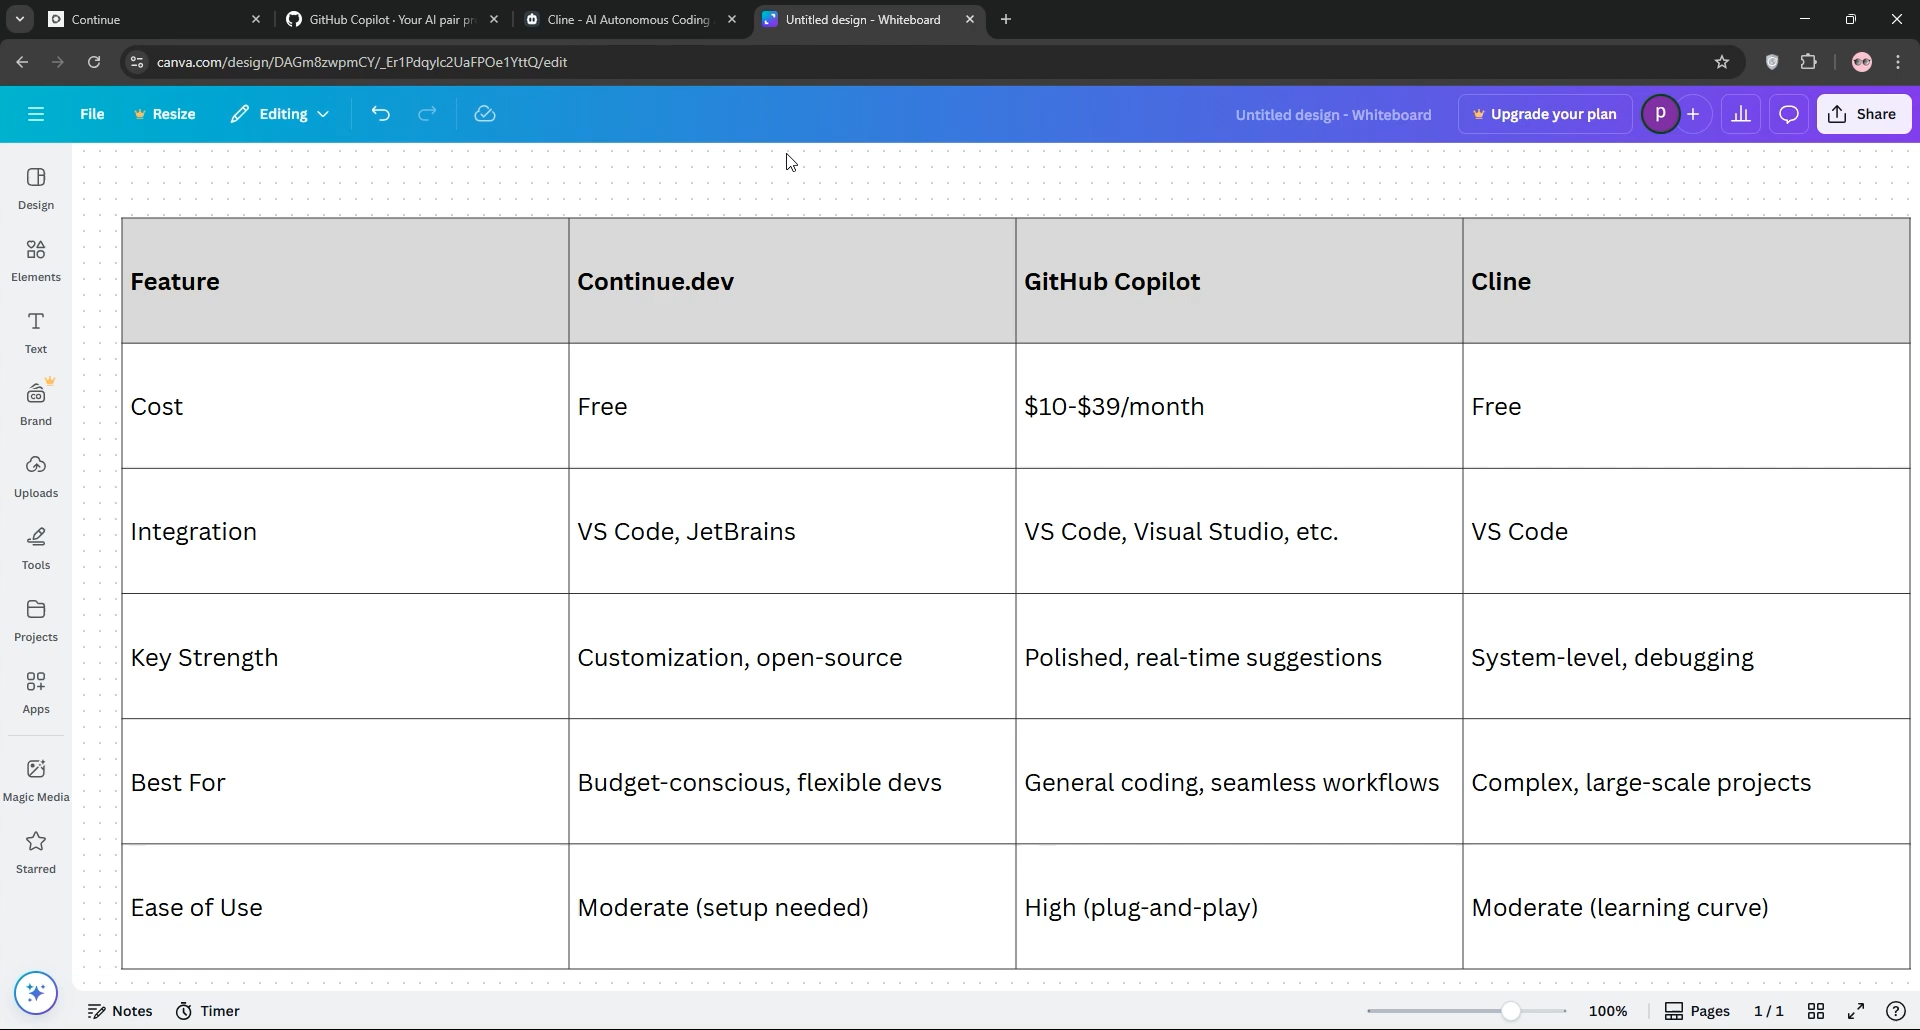 Continue
GitHub Copilot · Your AI pair pr
Cline - AI Autonomous Coding
Untitled design - Whiteboard
canva.com/design/DAGm8zwpmCY/_Er1Pdqylc2UaFPOe1YttQ/edit
File
Resize
Editing
Untitled design - Whiteboard
Upgrade your plan
P
Share
Design
Elements
Text
Brand
Uploads
Tools
Projects
Apps
Magic Media
Starred
Feature Continue.dev GitHub Copilot Cline
Cost Free $10-$39/month Free
Integration VS Code, JetBrains VS Code, Visual Studio, etc. VS Code
Key Strength Customization, open-source Polished, real-time suggestions System-level, debugging
Best For Budget-conscious, flexible devs General coding, seamless workflows Complex, large-scale projects
Ease of Use Moderate (setup needed) High (plug-and-play) Moderate (learning curve)
Notes Timer 100% Pages 1 / 1